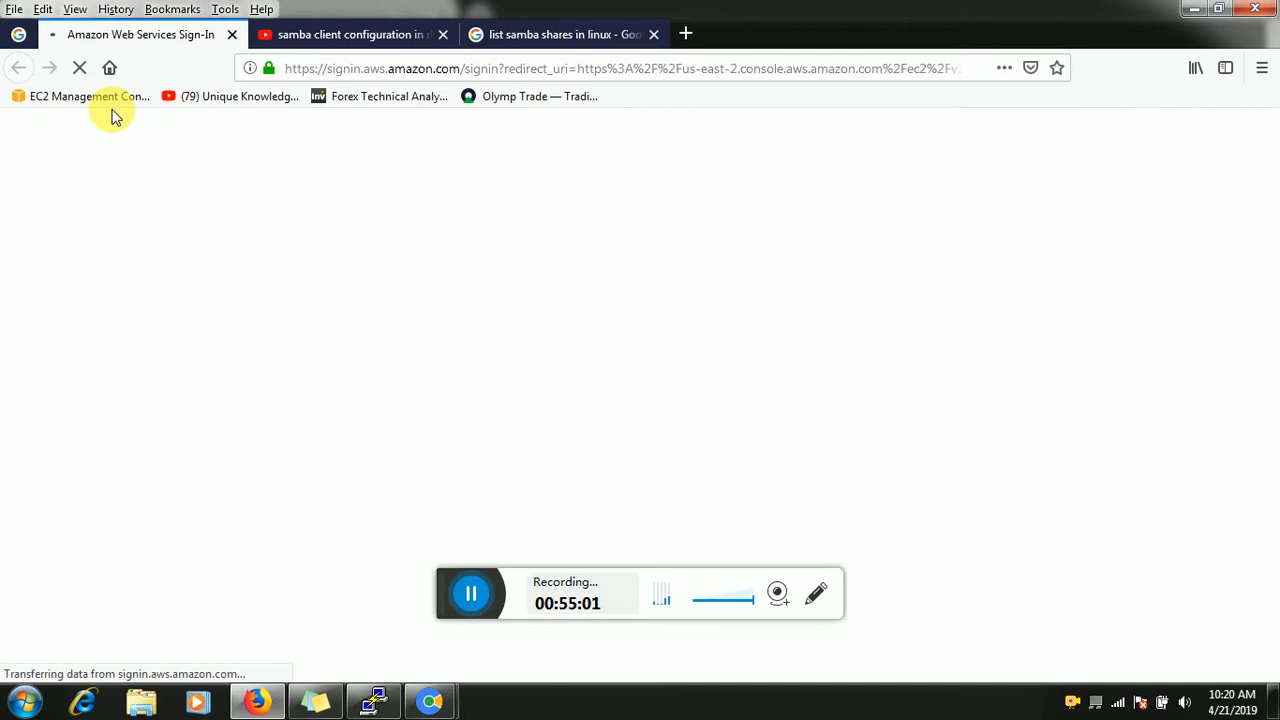 File Edit View History Bookmarks Tools Help
Amazon Web Services Sign-In samba client configuration in r list samba shares in linux - Goo
https://signin.aws.amazon.com/signin?redirect_uri=https%3A%2F%2Fus-east-2.console.aws.amazon.com%2Fec2%2Fv2
EC2 Management Con... (79) Unique Knowledg... Inv Forex Technical Analy... Olymp Trade — Tradi...
Recording...
00:55:01
Transferring data from signin.aws.amazon.com...
10:20 AM
4/21/2019